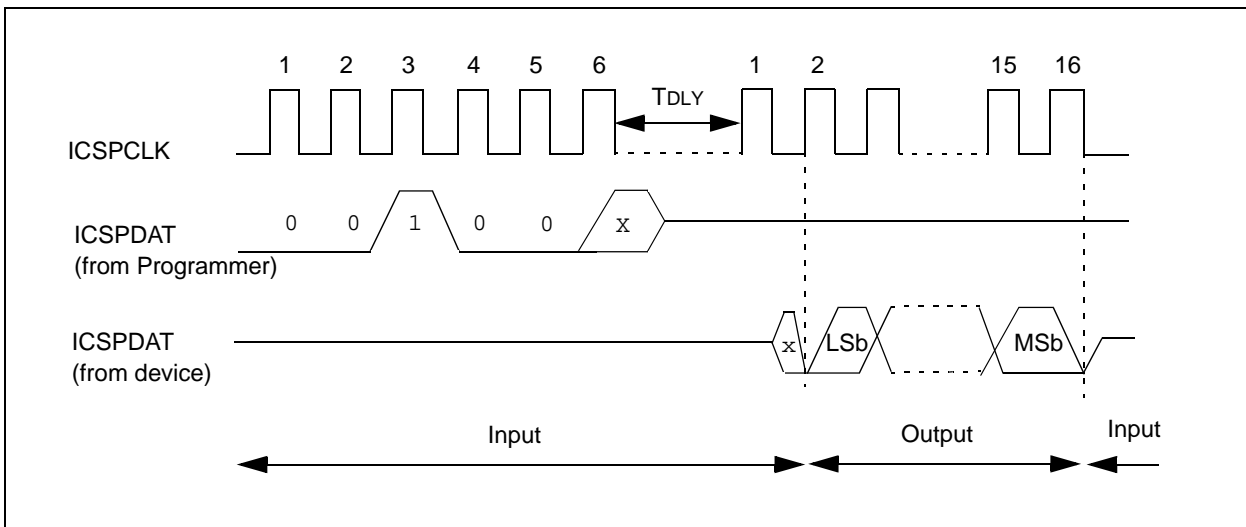 1 2 3 4 5 6 1 2 15 16
TDLY
ICSPCLK
0 0 1 0 0 x
ICSPDAT
(from Programmer)
ICSPDAT
(from device)
x LSb MSb
Input Output Input